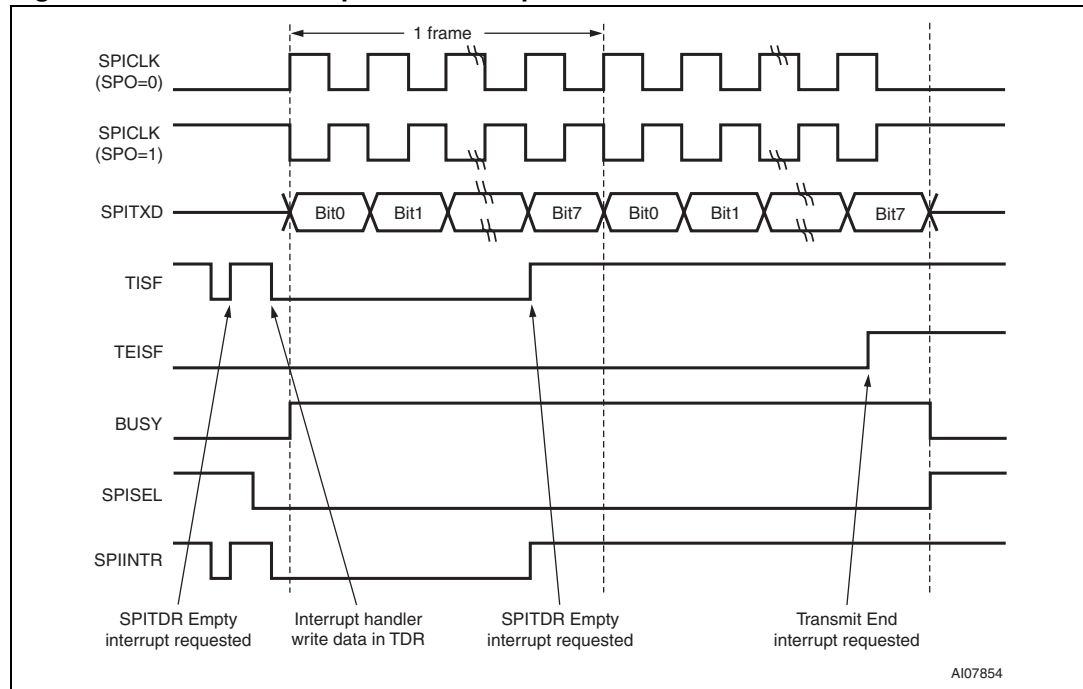 1 frame
SPICLK
(SPO=0)
SPICLK
(SPO=1)
SPITXD
Bit0 Bit1 Bit7 Bit0 Bit1 Bit7
TISF
TEISF
BUSY
SPISEL
SPIINTR
SPITDR Empty
interrupt requested
Interrupt handler
write data in TDR
SPITDR Empty
interrupt requested
Transmit End
interrupt requested
AI07854